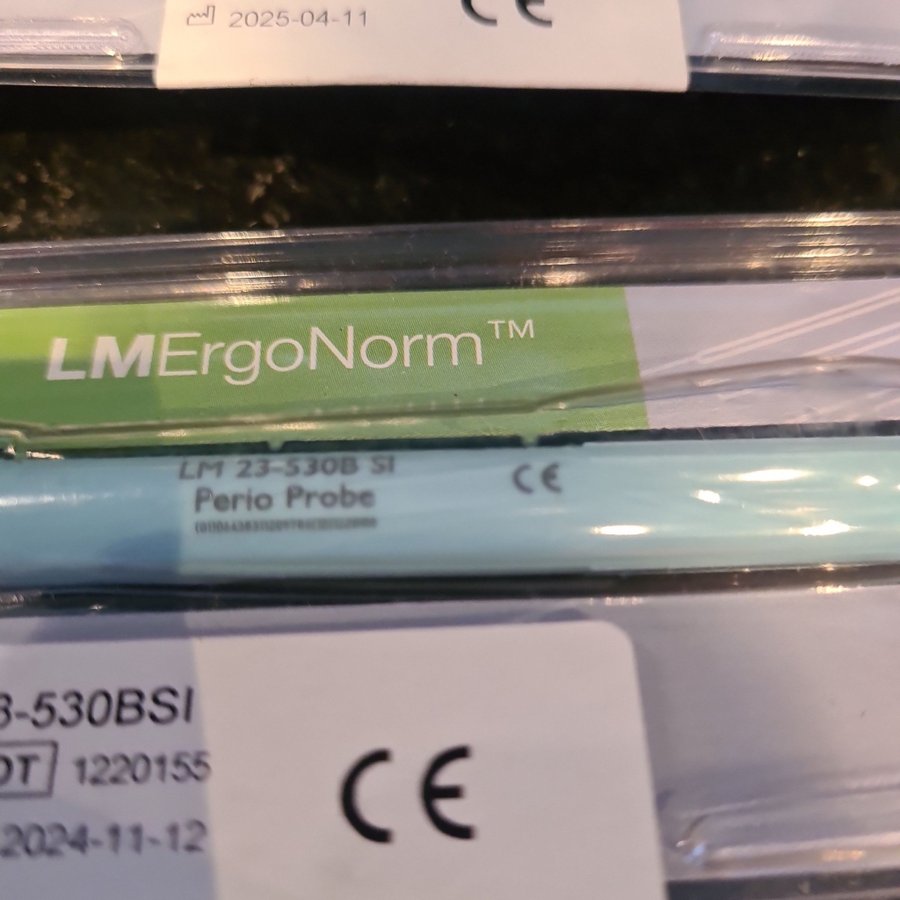 2025-04-11
CE
LMErgoNorm™
LM 23-530B SI
CE
Perio Probe
3-530BSI
OT 1220155
CE
2024-11-12